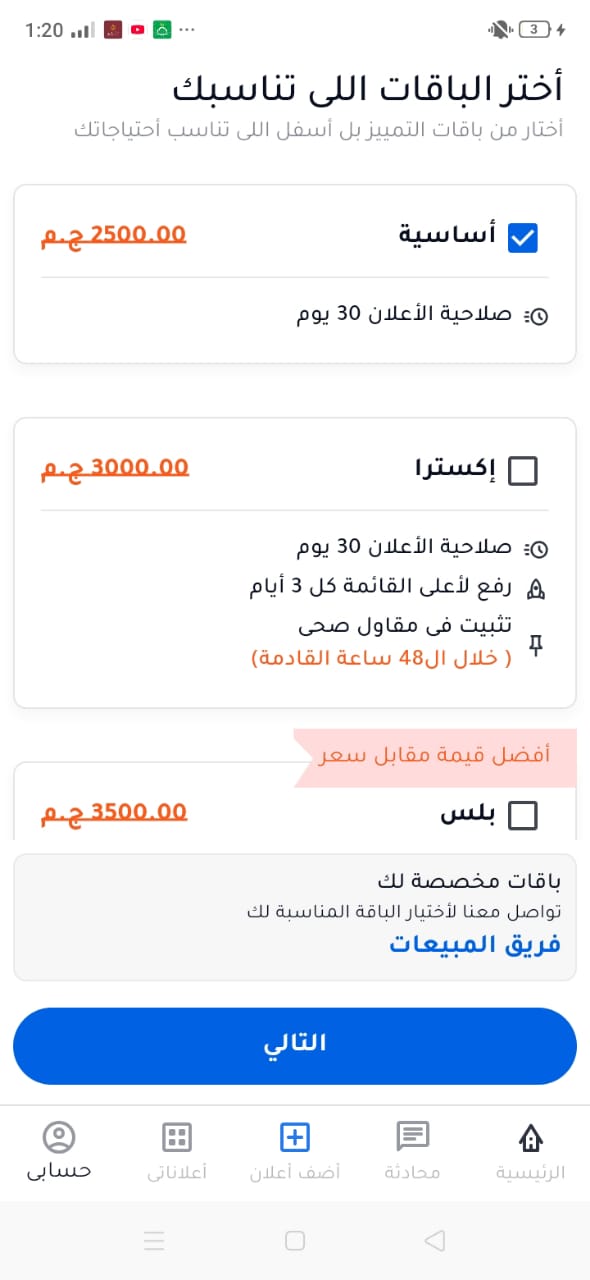 1:20
3
أختر الباقات اللى تناسبك
أختار من باقات التمييز بل أسفل اللى تناسب أحتياجاتك
أساسية 2500.00 ج.م
صلاحية الأعلان 30 يوم
إكسترا 3000.00 ج.م
صلاحية الأعلان 30 يوم
رفع لأعلى القائمة كل 3 أيام
تثبيت فى مقاول صحى
( خلال ال48 ساعة القادمة)
أفضل قيمة مقابل سعر
بلس 3500.00 ج.م
باقات مخصصة لك
تواصل معنا لأختيار الباقة المناسبة لك
فريق المبيعات
التالي
الرئيسية محادثة أضف أعلان أعلاناتى حسابى